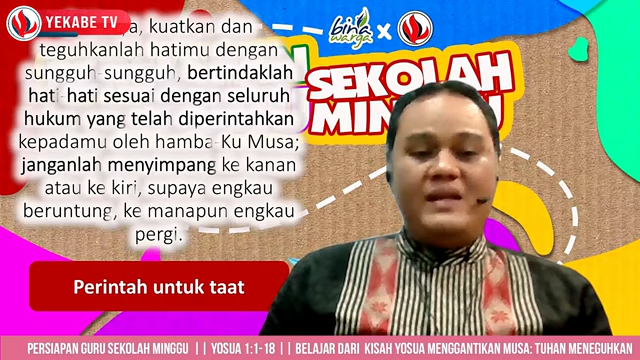 YEKABE TV
bina
warga
x
kuatkan dan
teguhkanlah hatimu dengan
sungguh-sungguh, bertindaklah
hati-hati sesuai dengan seluruh
hukum yang telah diperintahkan
kepadamu oleh hamba-Ku Musa;
janganlah menyimpang ke kanan
atau ke kiri, supaya engkau
beruntung, ke manapun engkau
pergi.
SEKOLAH
Perintah untuk taat
PERSIAPAN GURU SEKOLAH MINGGU || YOSUA 1:1-18 || BELAJAR DARI KISAH YOSUA MENGGANTIKAN MUSA: TUHAN MENEGUHKAN